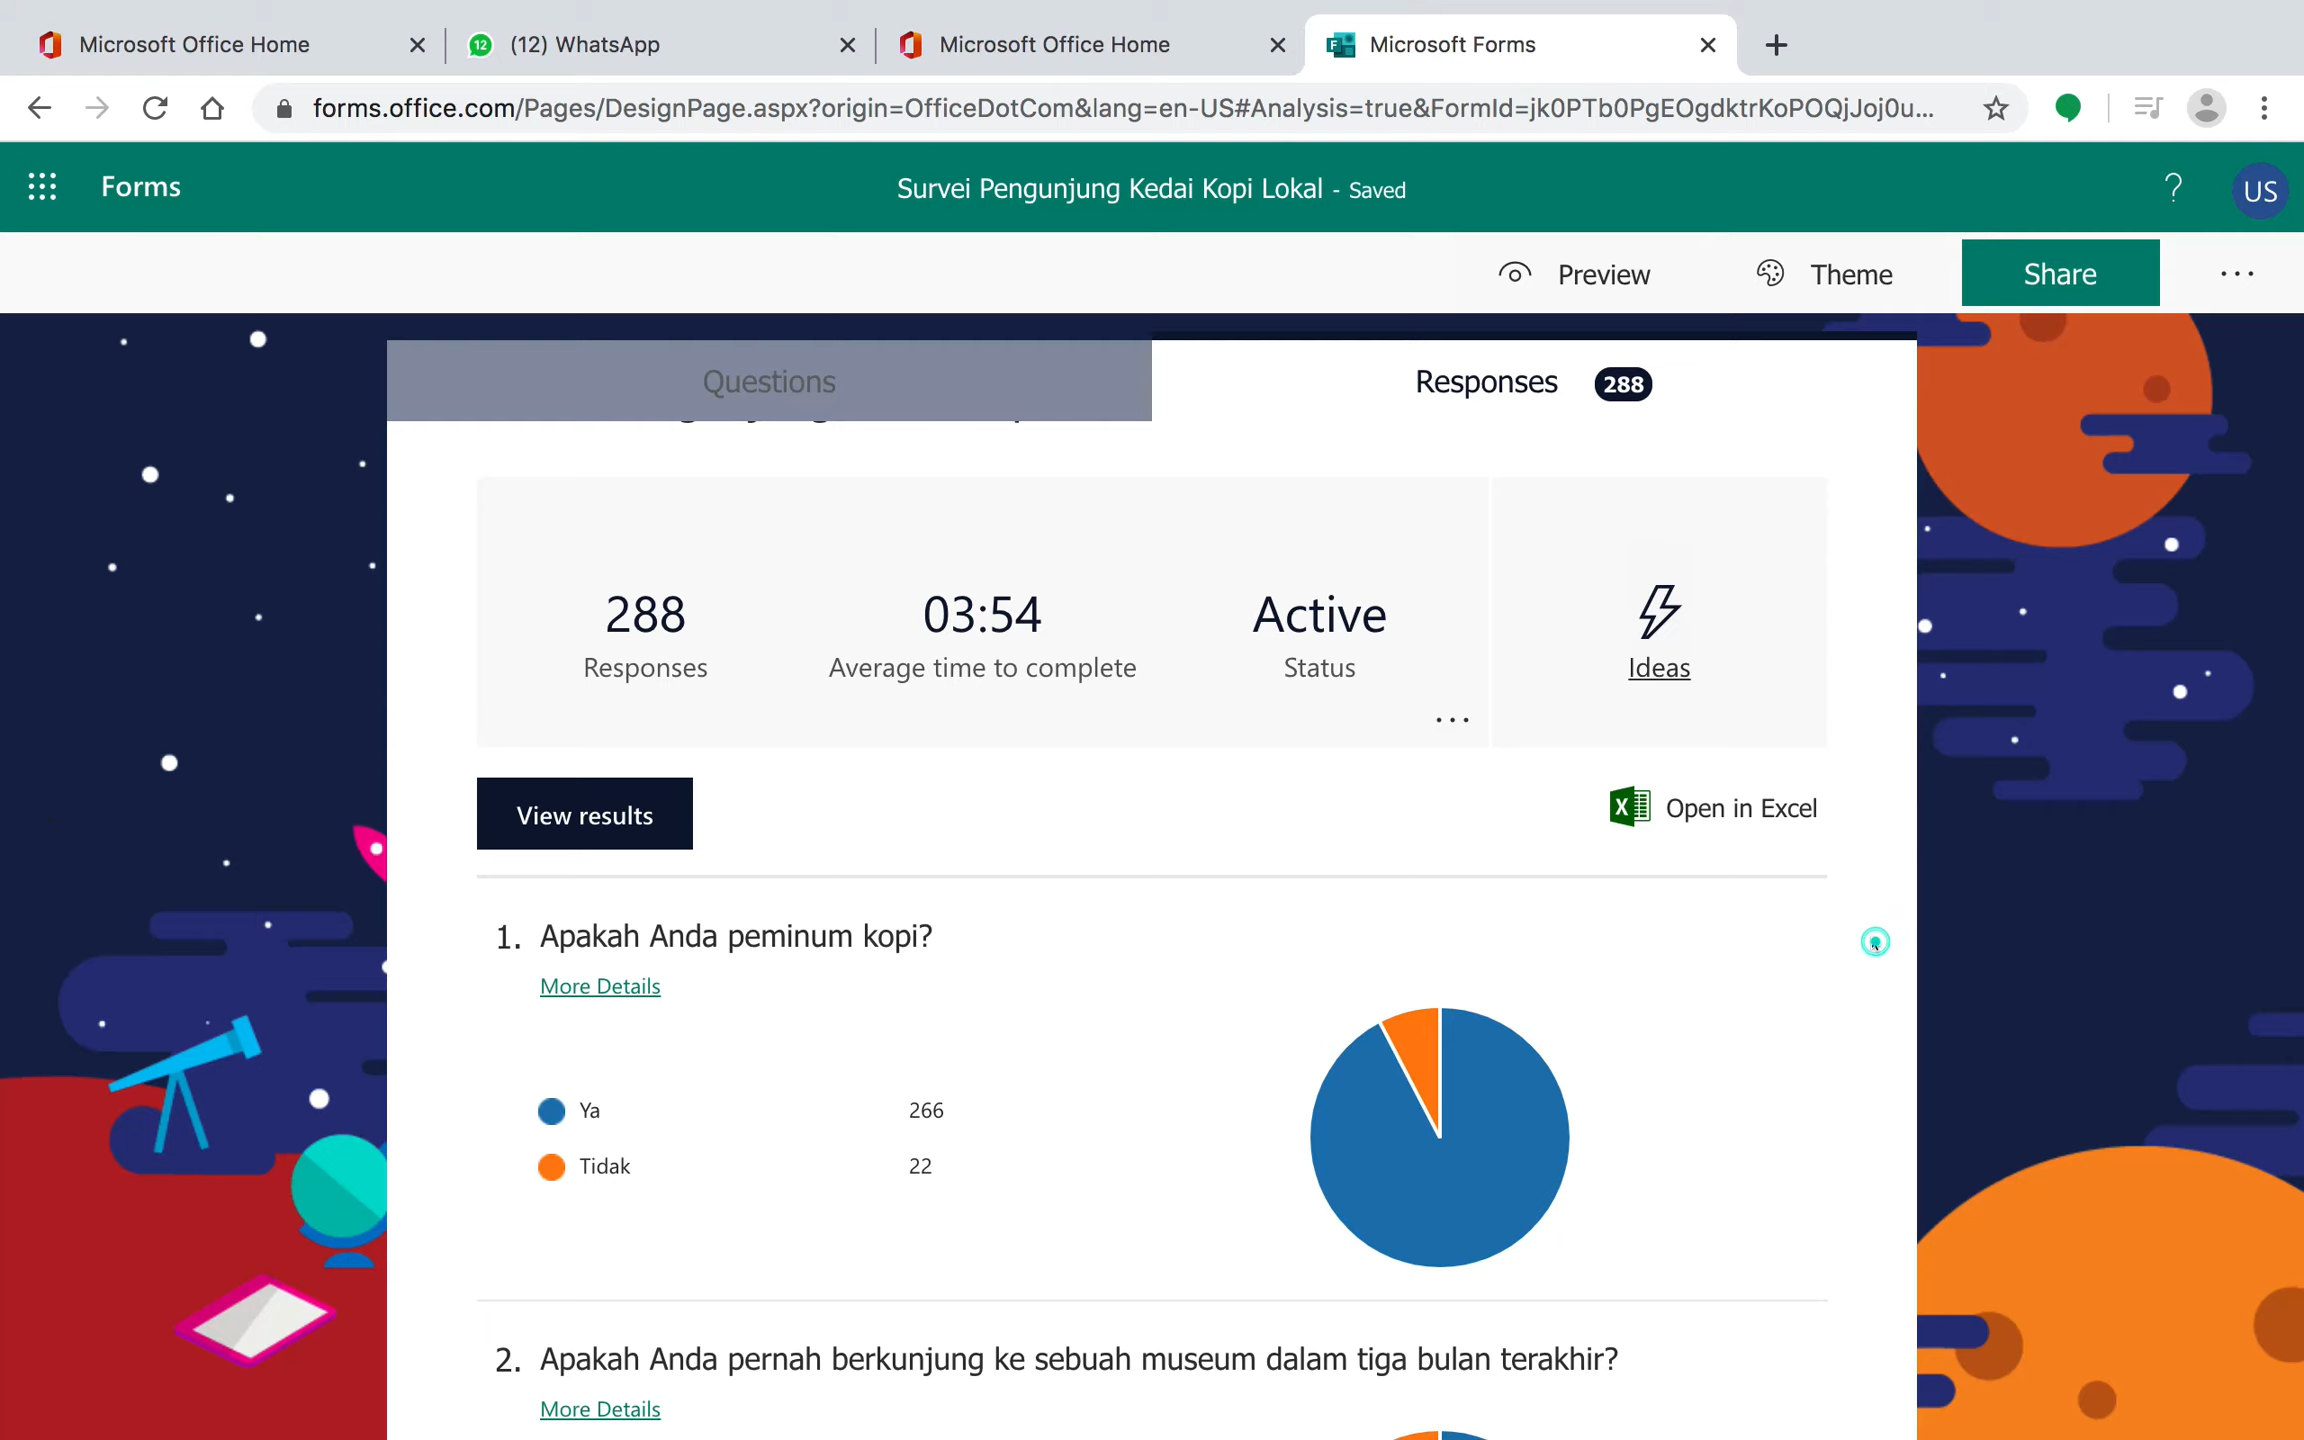 Microsoft Office Home
12
(12) WhatsApp
Microsoft Office Home
Microsoft Forms
forms.office.com/Pages/DesignPage.aspx?origin=OfficeDotCom&lang=en-US#Analysis=true&FormId=jk0PTb0PgEOgdktrKoPOQjJoj0u...
Forms
Survei Pengunjung Kedai Kopi Lokal - Saved
?
US
Preview
Theme
Share
...
Questions
Responses 288
288
Responses
03:54
Average time to complete
Active
Status
...
Ideas
View results
X
Open in Excel
1. Apakah Anda peminum kopi?
More Details
Ya 266
Tidak 22
2. Apakah Anda pernah berkunjung ke sebuah museum dalam tiga bulan terakhir?
More Details